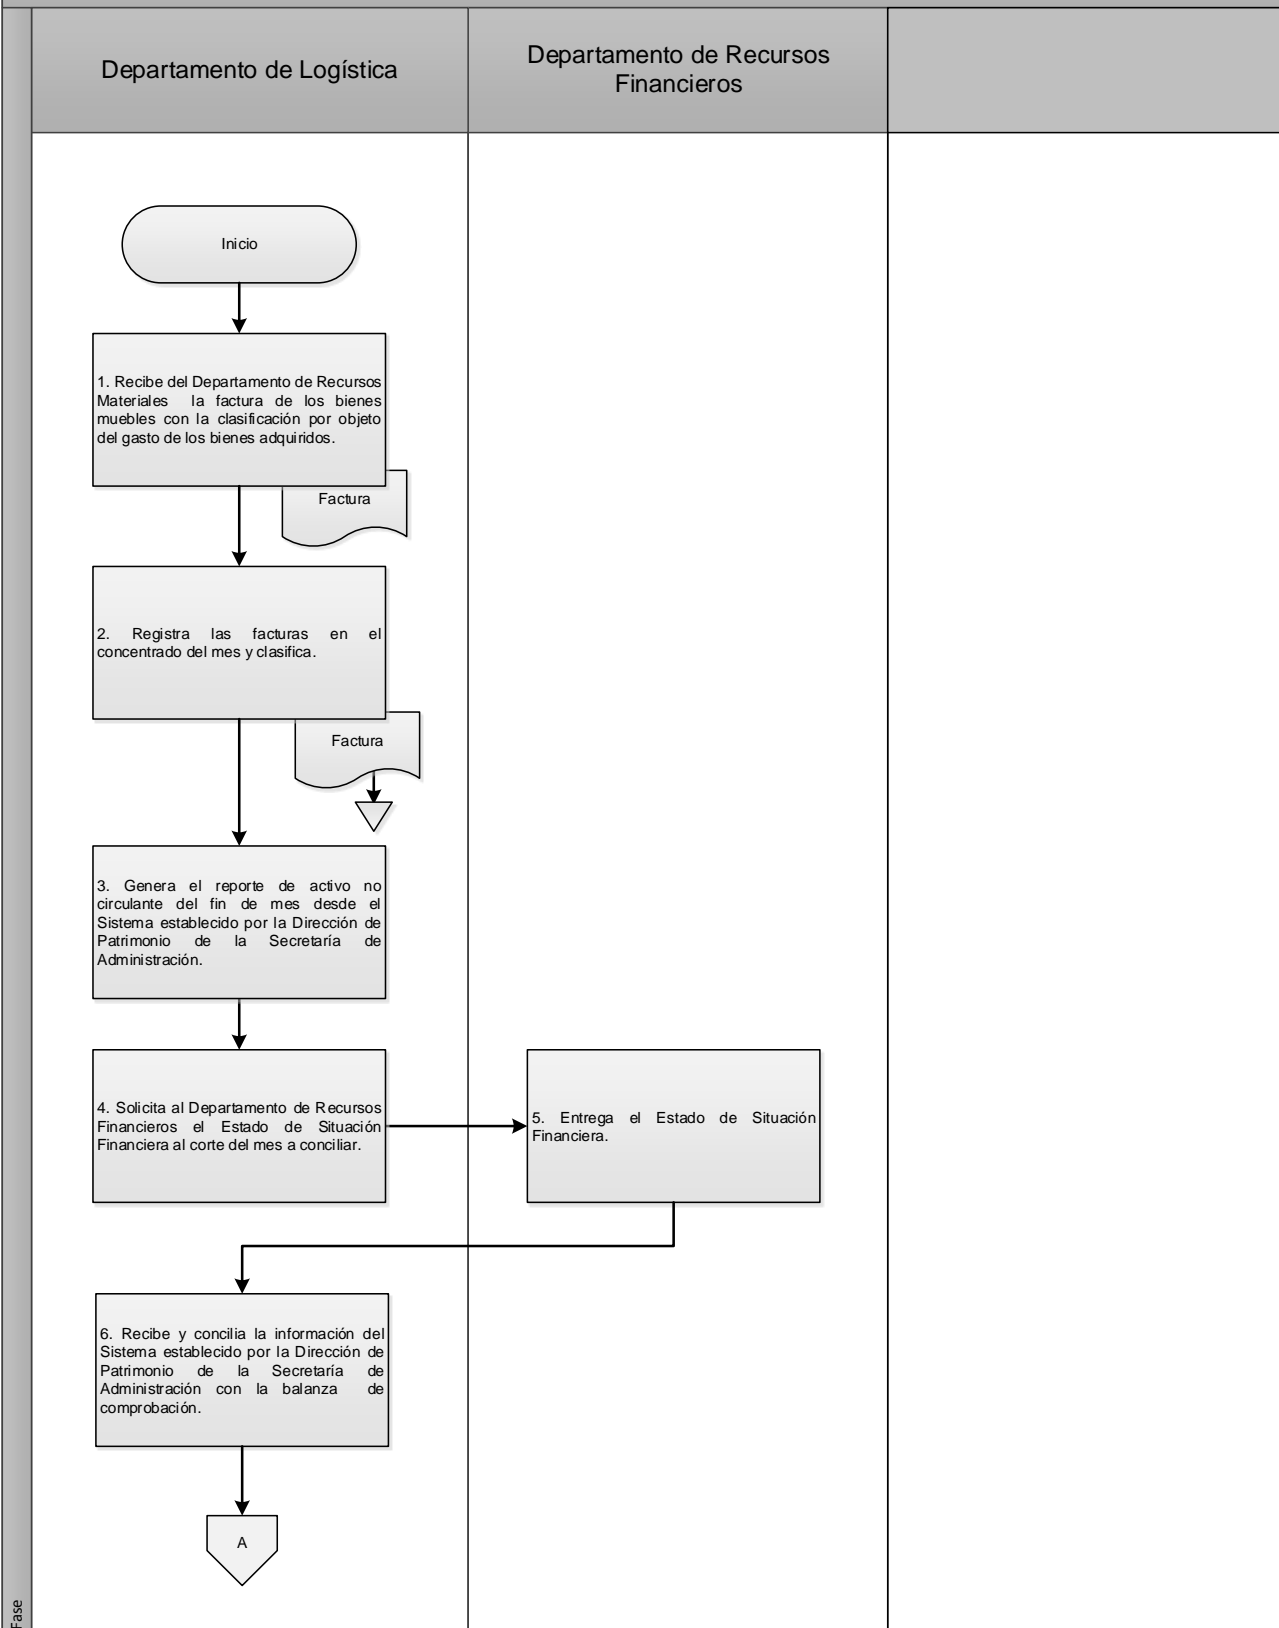 Departamento de Logística
Departamento de Recursos
Financieros
Inicio
1. Recibe del Departamento de Recursos
Materiales la factura de los bienes
muebles con la clasificación por objeto
del gasto de los bienes adquiridos.
Factura
2. Registra las facturas en el
concentrado del mes y clasifica.
Factura
3. Genera el reporte de activo no
circulante del fin de mes desde el
Sistema establecido por la Dirección de
Patrimonio de la Secretaría de
Administración.
4. Solicita al Departamento de Recursos
Financieros el Estado de Situación
Financiera al corte del mes a conciliar.
5. Entrega el Estado de Situación
Financiera.
6. Recibe y concilia la información del
Sistema establecido por la Dirección de
Patrimonio de la Secretaría de
Administración con la balanza de
comprobación.
A
Fase